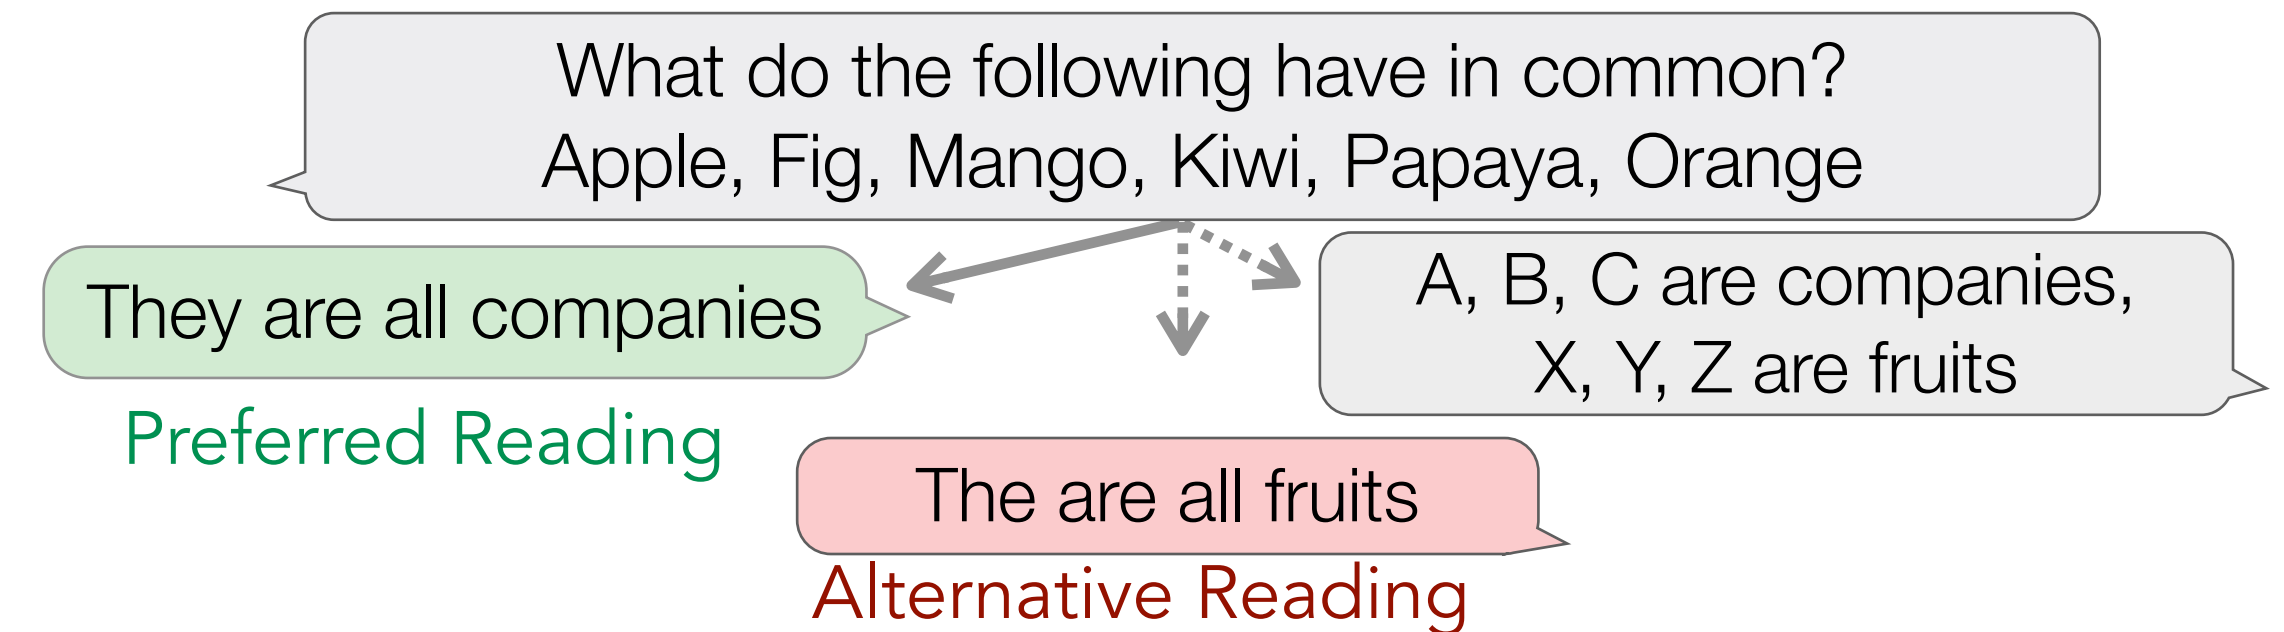 What do the following have in common?
Apple, Fig, Mango, Kiwi, Papaya, Orange
They are all companies
Preferred Reading
A, B, C are companies,
X, Y, Z are fruits
The are all fruits
Alternative Reading